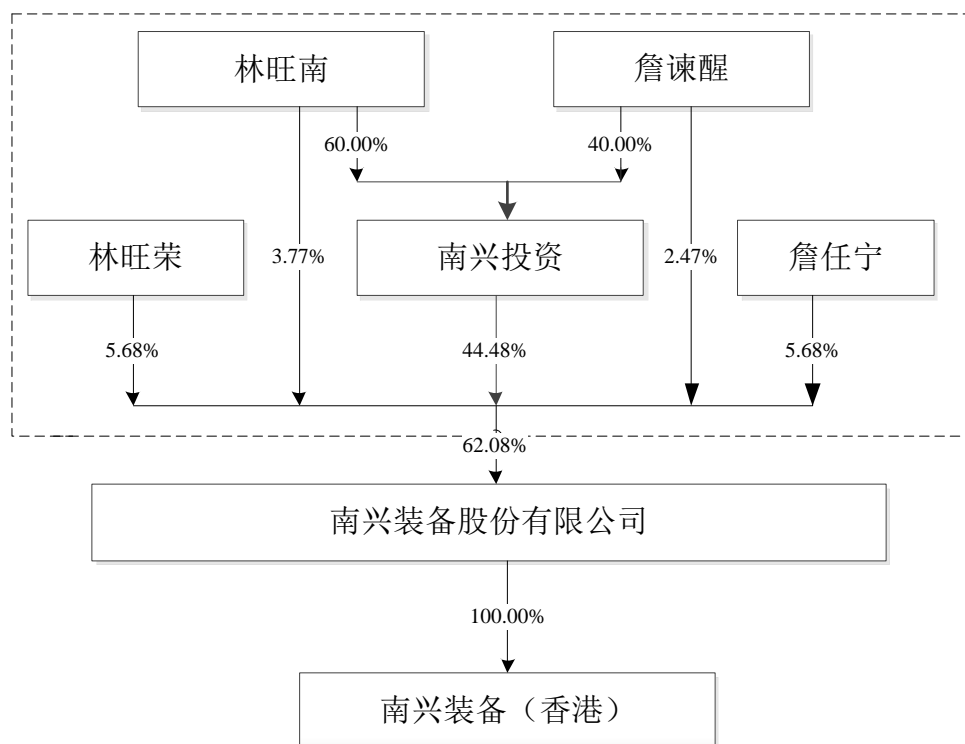 林旺南
詹谏醒
60.00%
40.00%
林旺荣
3.77%
南兴投资
2.47%
詹任宁
5.68%
44.48%
5.68%
62.08%
南兴装备股份有限公司
100.00%
南兴装备（香港）